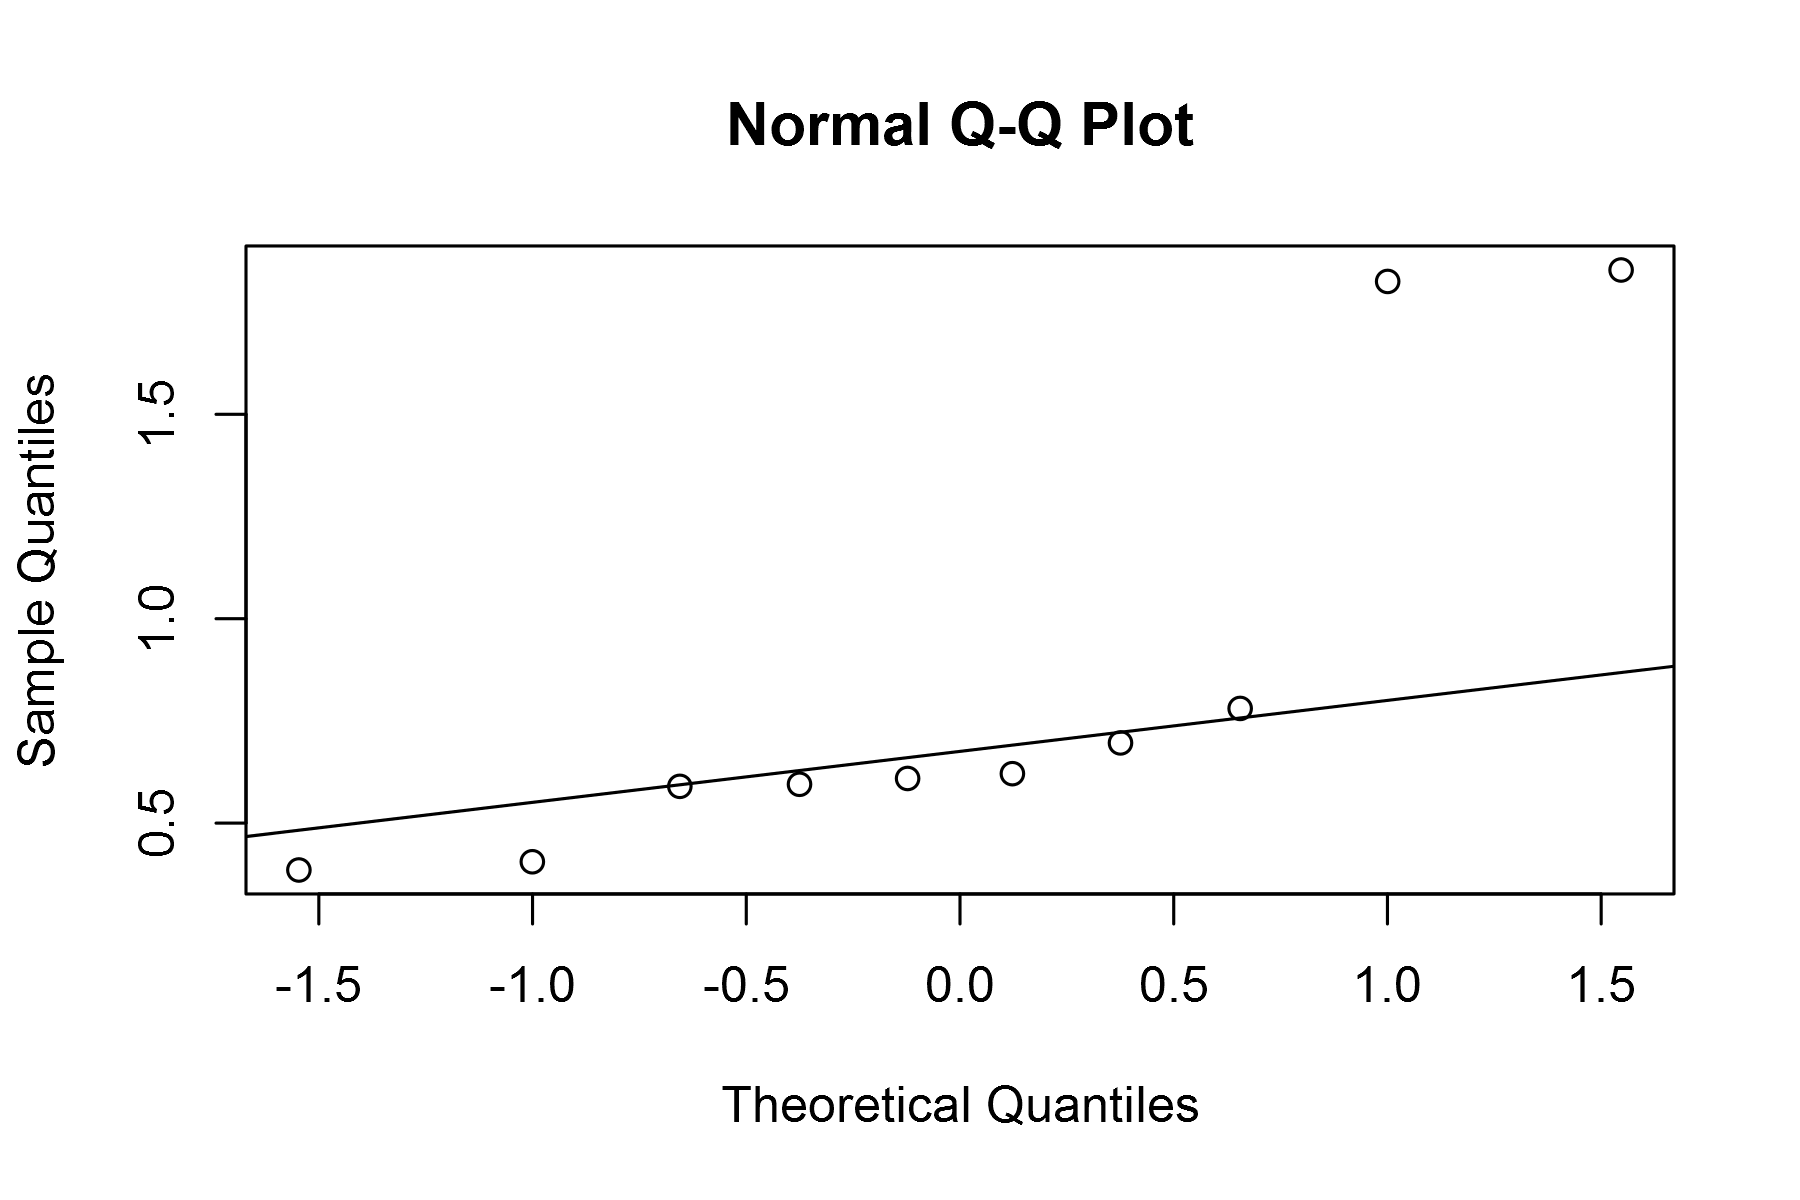 Normal Q-Q Plot
Sample Quantiles
1.5
1.0
0.5
-1.5 -1.0 -0.5 0.0 0.5 1.0 1.5
Theoretical Quantiles